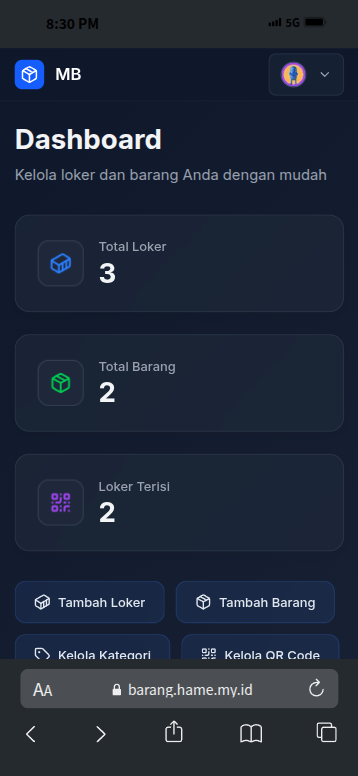 8:30 PM
5G
MB
Dashboard
Kelola loker dan barang Anda dengan mudah
Total Loker
3
Total Barang
2
Loker Terisi
2
Tambah Loker
Tambah Barang
Kelola Kategori
Kelola QR Code
AA
barang.hame.my.id